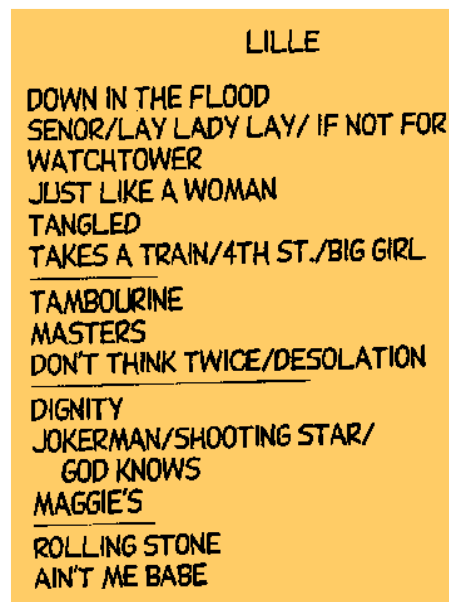 LILLE
DOWN IN THE FLOOD
SENOR/LAY LADY LAY/ IF NOT FOR
WATCHTOWER
JUST LIKE A WOMAN
TANGLED
TAKES A TRAIN/4TH ST./BIG GIRL
TAMBOURINE
MASTERS
DON'T THINK TWICE/DESOLATION
DIGNITY
JOKERMAN/SHOOTING STAR/
GOD KNOWS
MAGGIE'S
ROLLING STONE
AIN'T ME BABE